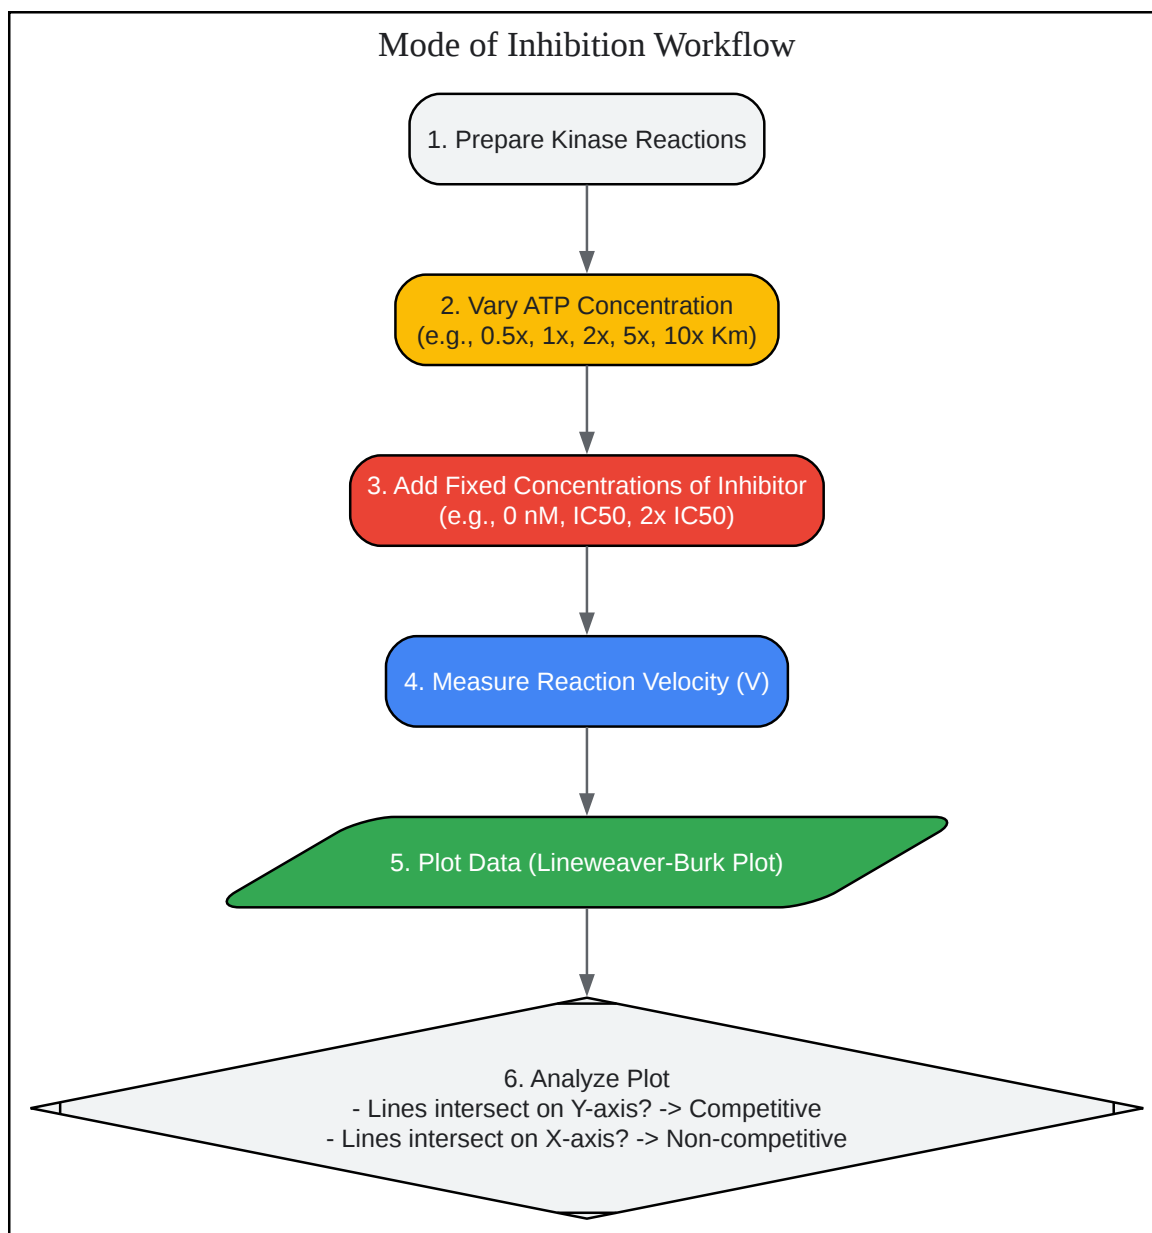 Mode of Inhibition Workflow
1. Prepare Kinase Reactions
2. Vary ATP Concentration
(e.g., 0.5x, 1x, 2x, 5x, 10x Km)
3. Add Fixed Concentrations of Inhibitor
(e.g., 0 nM, IC50, 2x IC50)
4. Measure Reaction Velocity (V)
5. Plot Data (Lineweaver-Burk Plot)
6. Analyze Plot
- Lines intersect on Y-axis? -> Competitive
- Lines intersect on X-axis? -> Non-competitive